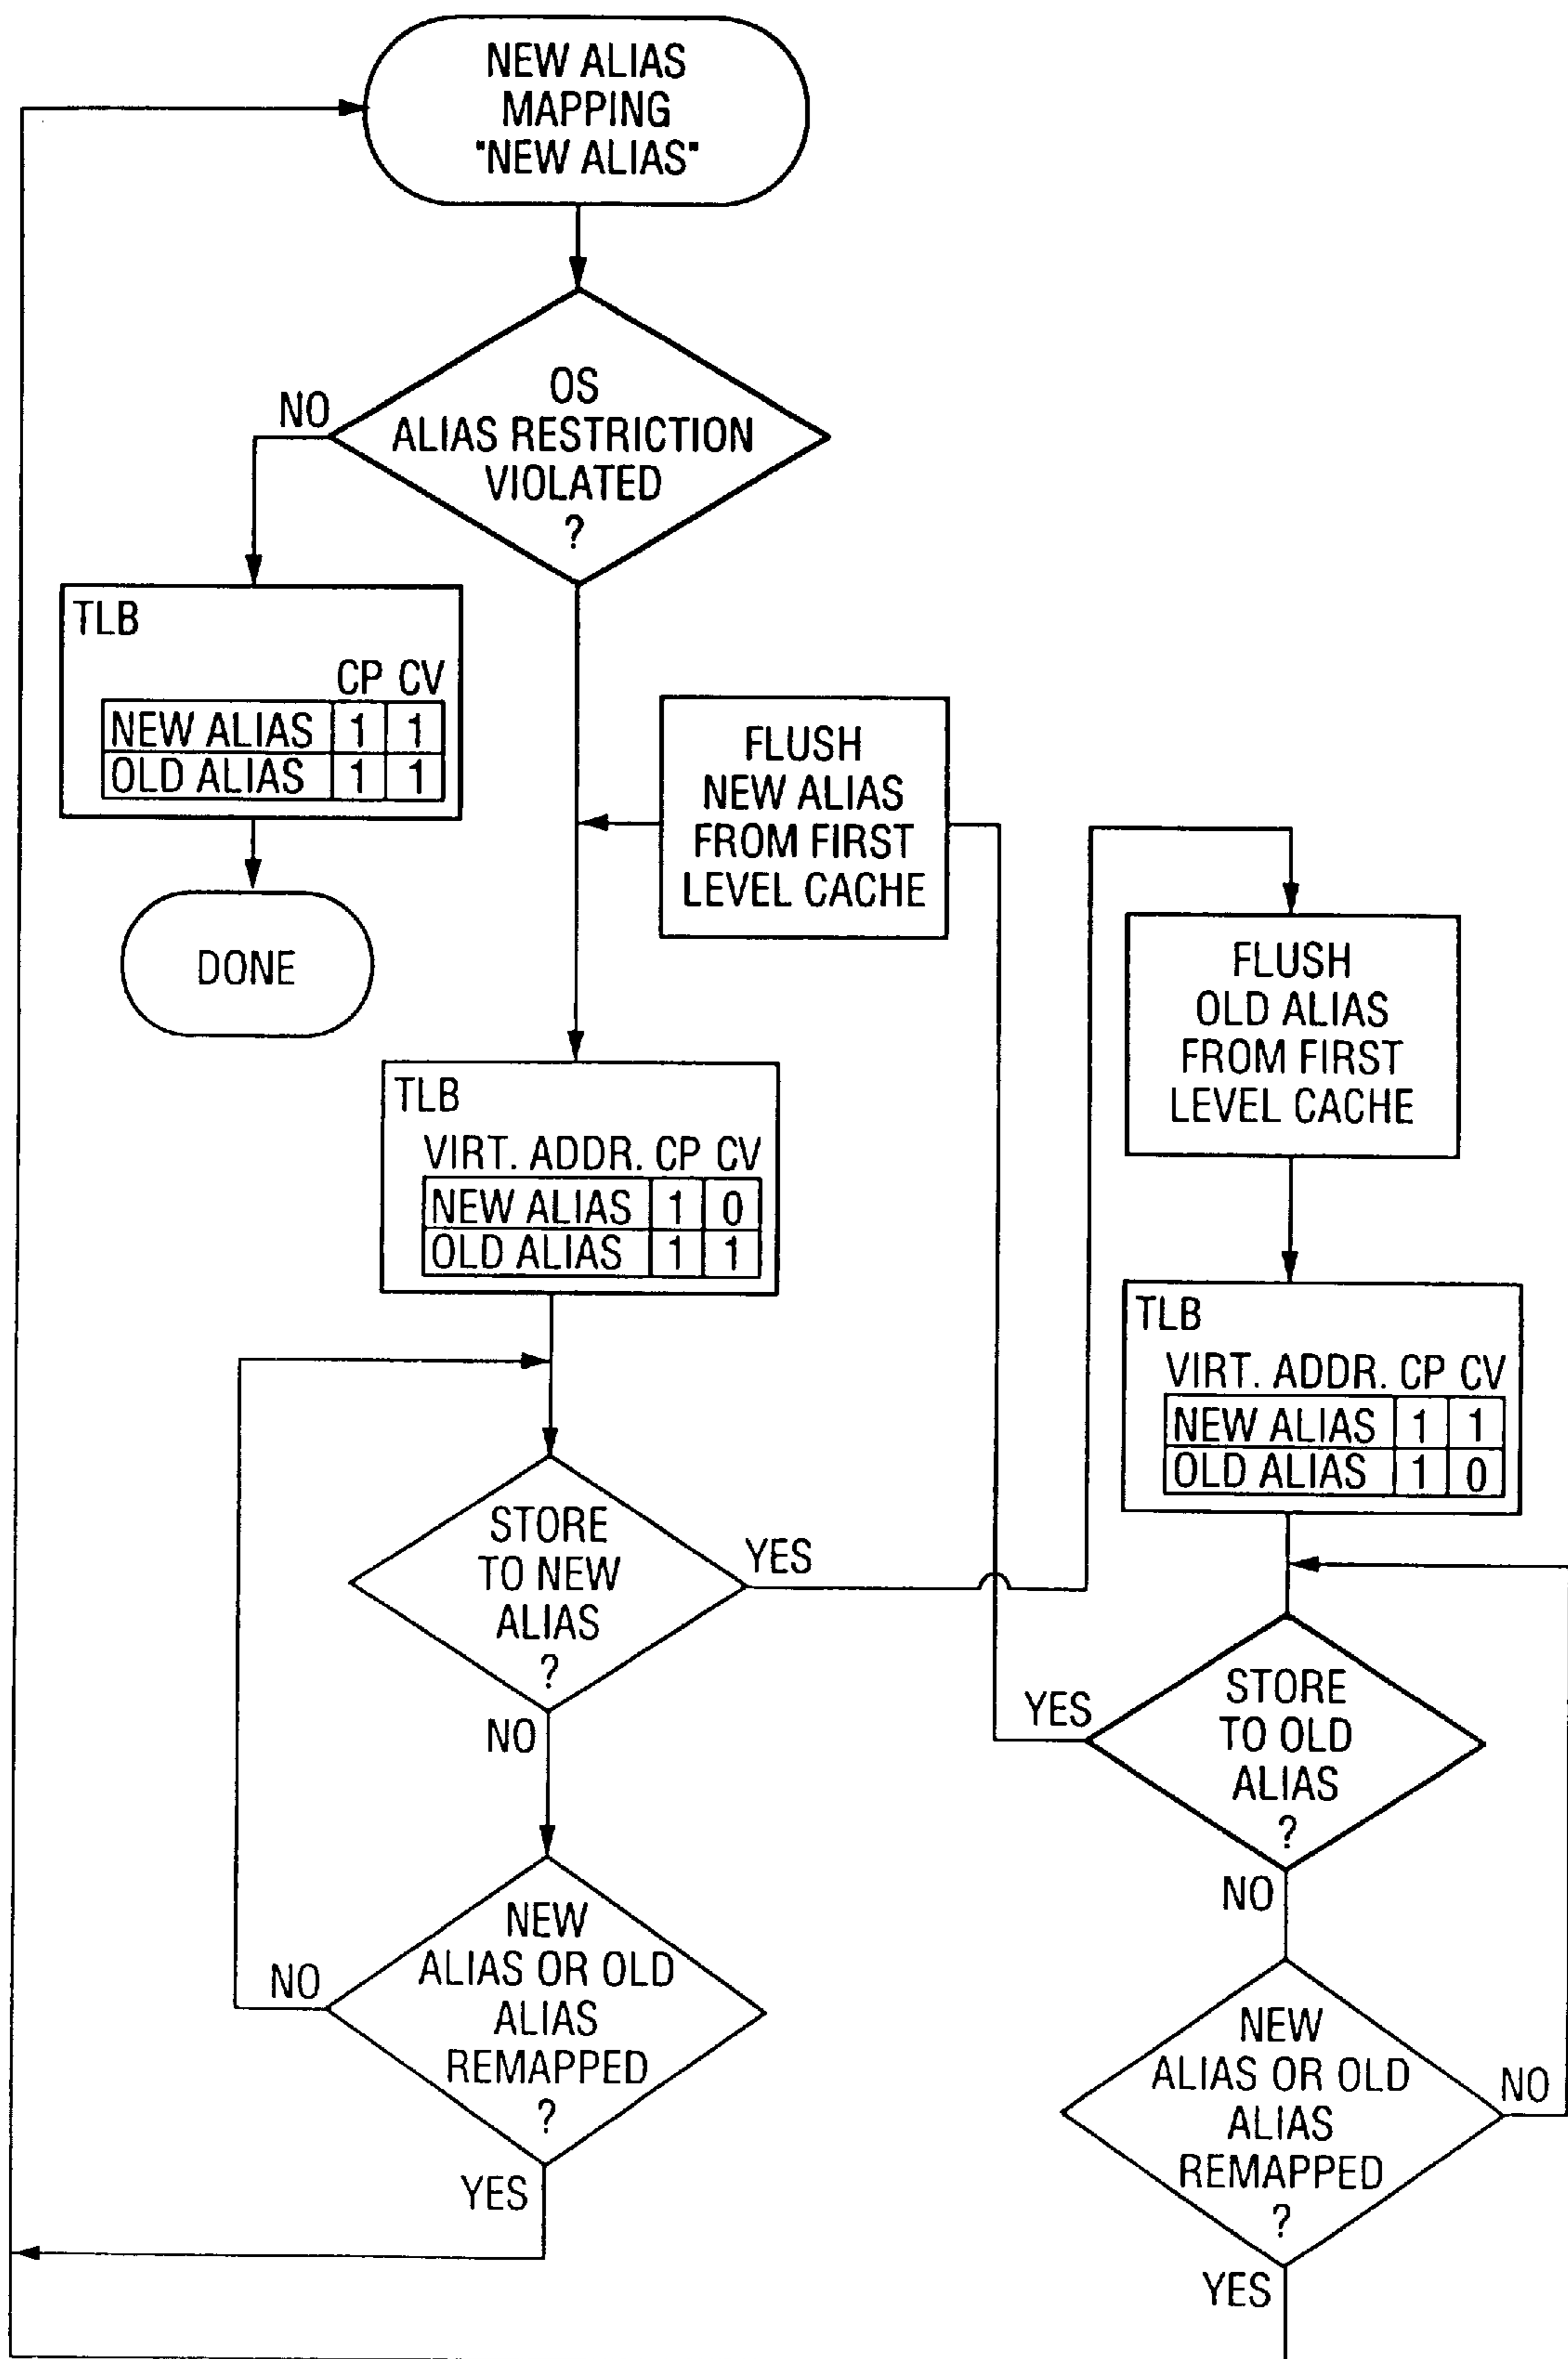 NEW ALIAS
MAPPING
"NEW ALIAS"
OS
ALIAS RESTRICTION
VIOLATED
?
NO
TLB
CP CV
NEW ALIAS 1 1
OLD ALIAS 1 1
DONE
FLUSH
NEW ALIAS
FROM FIRST
LEVEL CACHE
FLUSH
OLD ALIAS
FROM FIRST
LEVEL CACHE
TLB
VIRT. ADDR. CP CV
NEW ALIAS 1 0
OLD ALIAS 1 1
TLB
VIRT. ADDR. CP CV
NEW ALIAS 1 1
OLD ALIAS 1 0
STORE
TO NEW
ALIAS
?
YES
NO
STORE
TO OLD
ALIAS
?
YES
NO
NEW
ALIAS OR OLD
ALIAS
REMAPPED
?
NO
YES
NEW
ALIAS OR OLD
ALIAS
REMAPPED
?
NO
YES